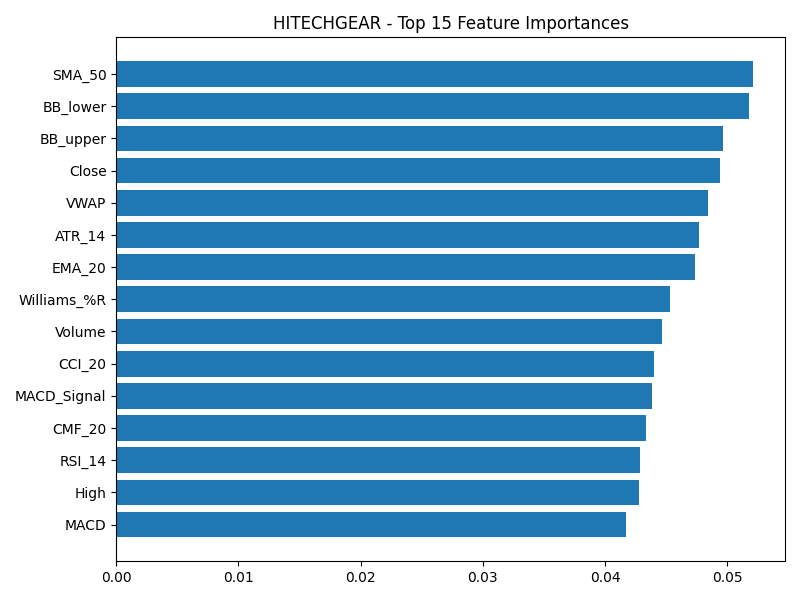 HITECHGEAR - Top 15 Feature Importances
SMA_50
BB_lower
BB_upper
Close
VWAP
ATR_14
EMA_20
Williams_%R
Volume
CCI_20
MACD_Signal
CMF_20
RSI_14
High
MACD
0.00 0.01 0.02 0.03 0.04 0.05